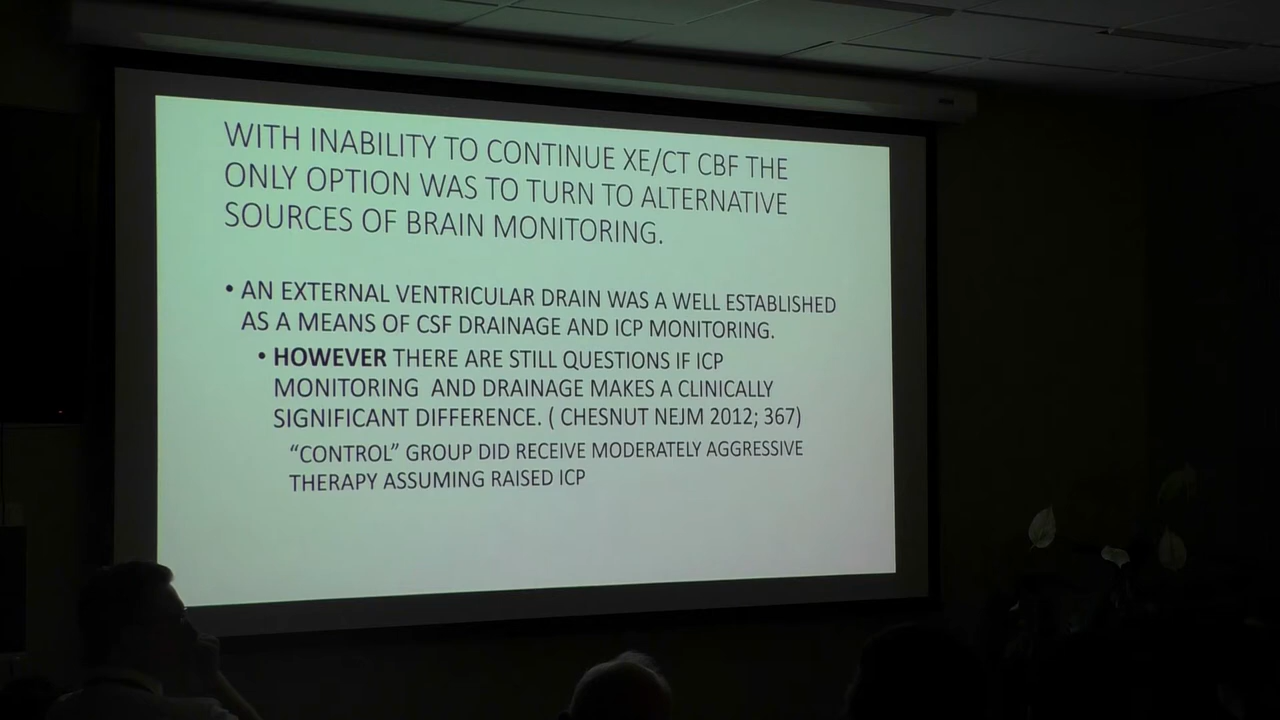 WITH INABILITY TO CONTINUE XE/CT CBF THE
ONLY OPTION WAS TO TURN TO ALTERNATIVE
SOURCES OF BRAIN MONITORING.
• AN EXTERNAL VENTRICULAR DRAIN WAS A WELL ESTABLISHED
AS A MEANS OF CSF DRAINAGE AND ICP MONITORING.
• HOWEVER THERE ARE STILL QUESTIONS IF ICP
MONITORING AND DRAINAGE MAKES A CLINICALLY
SIGNIFICANT DIFFERENCE. ( CHESNUT NEJM 2012; 367)
“CONTROL” GROUP DID RECEIVE MODERATELY AGGRESSIVE
THERAPY ASSUMING RAISED ICP